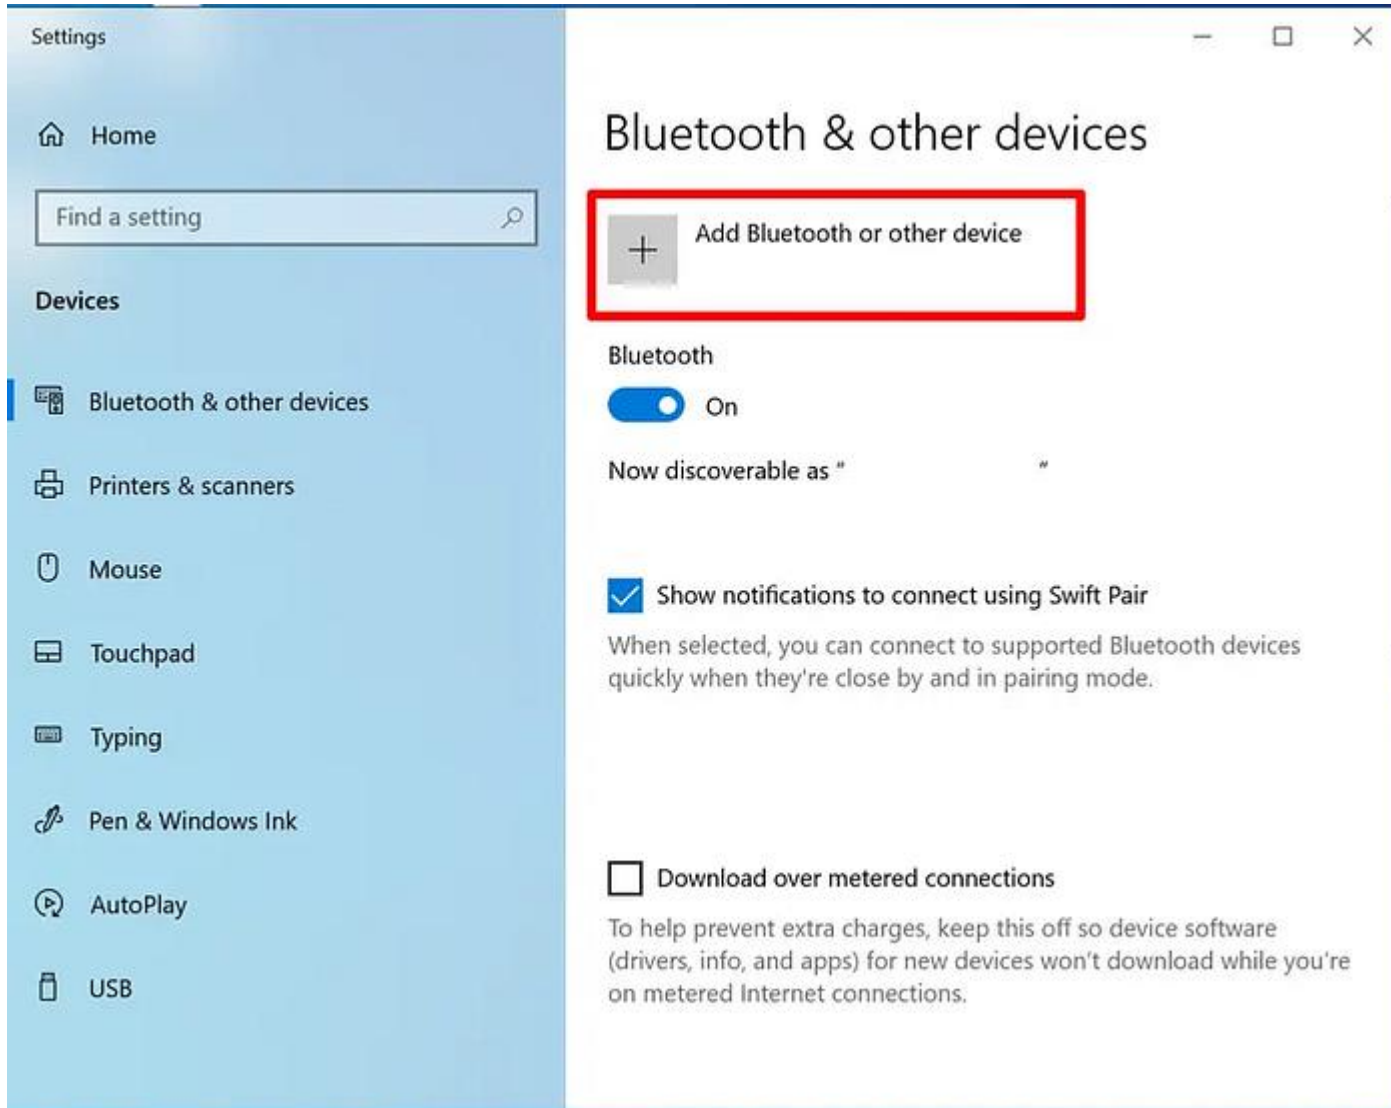 Settings
Home
Find a setting
Devices
Bluetooth & other devices
Printers & scanners
Mouse
Touchpad
Typing
Pen & Windows Ink
AutoPlay
USB
Bluetooth & other devices
Add Bluetooth or other device
Bluetooth
On
Now discoverable as “ “
Show notifications to connect using Swift Pair
When selected, you can connect to supported Bluetooth devices
quickly when they're close by and in pairing mode.
Download over metered connections
To help prevent extra charges, keep this off so device software
(drivers, info, and apps) for new devices won't download while you're
on metered Internet connections.